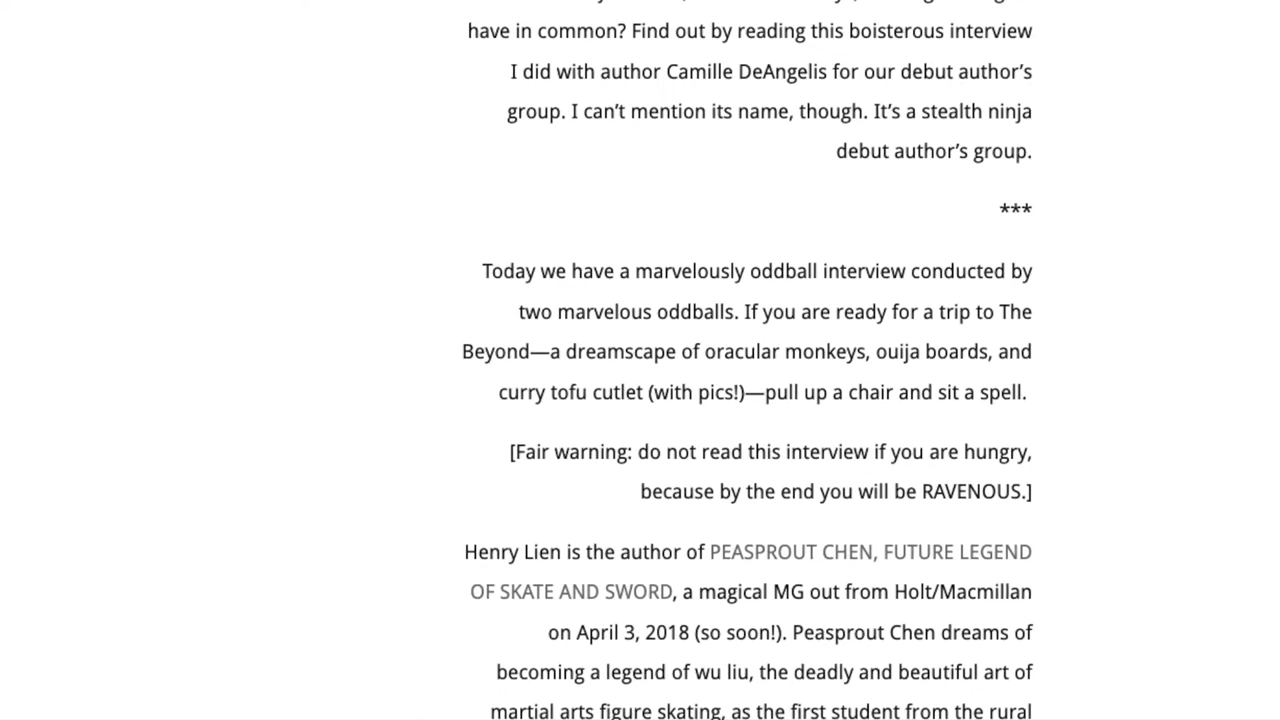 have in common? Find out by reading this boisterous interview
I did with author Camille DeAngelis for our debut author’s
group. I can’t mention its name, though. It’s a stealth ninja
debut author’s group.
***
Today we have a marvelously oddball interview conducted by
two marvelous oddballs. If you are ready for a trip to The
Beyond—a dreamscape of oracular monkeys, ouija boards, and
curry tofu cutlet (with pics!)—pull up a chair and sit a spell.
[Fair warning: do not read this interview if you are hungry,
because by the end you will be RAVENOUS.]
Henry Lien is the author of PEASPROUT CHEN, FUTURE LEGEND
OF SKATE AND SWORD, a magical MG out from Holt/Macmillan
on April 3, 2018 (so soon!). Peasprout Chen dreams of
becoming a legend of wu liu, the deadly and beautiful art of
martial arts figure skating, as the first student from the rural